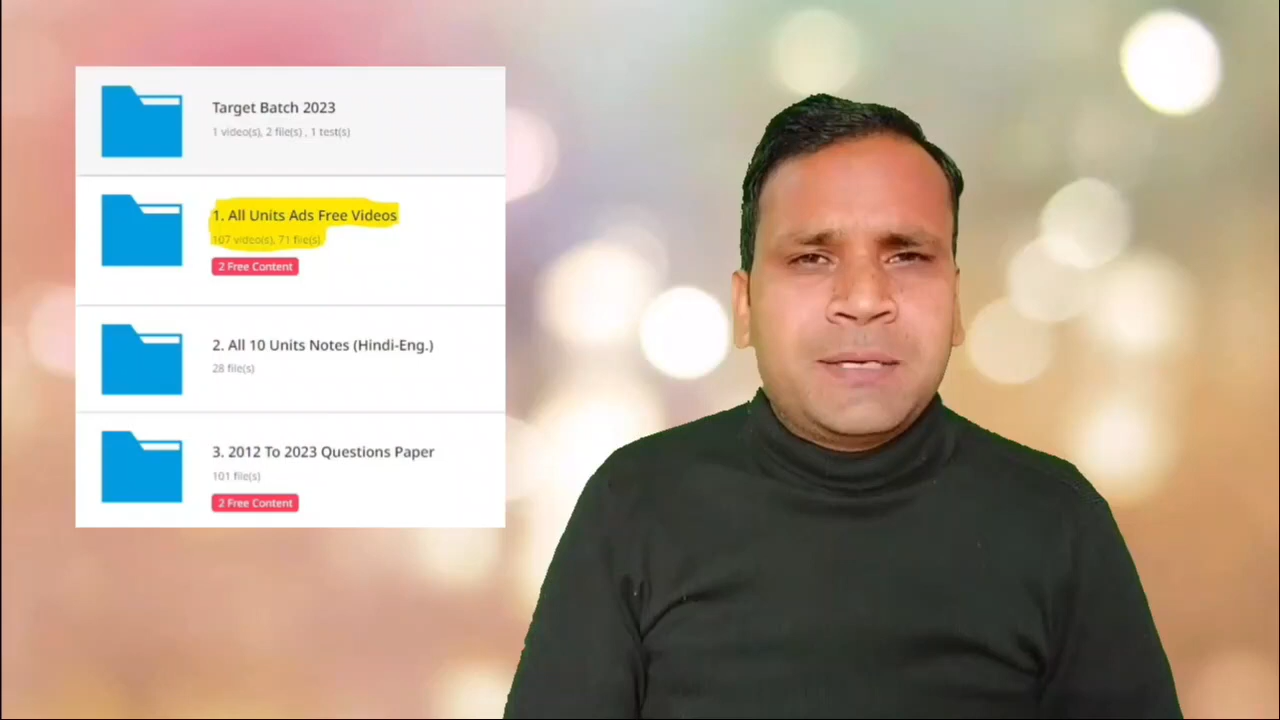 Target Batch 2023
1 video(s), 2 file(s) , 1 test(s)
1. All Units Ads Free Videos
107 video(s), 71 file(s)
2 Free Content
2. All 10 Units Notes (Hindi-Eng.)
28 file(s)
3. 2012 To 2023 Questions Paper
101 file(s)
2 Free Content